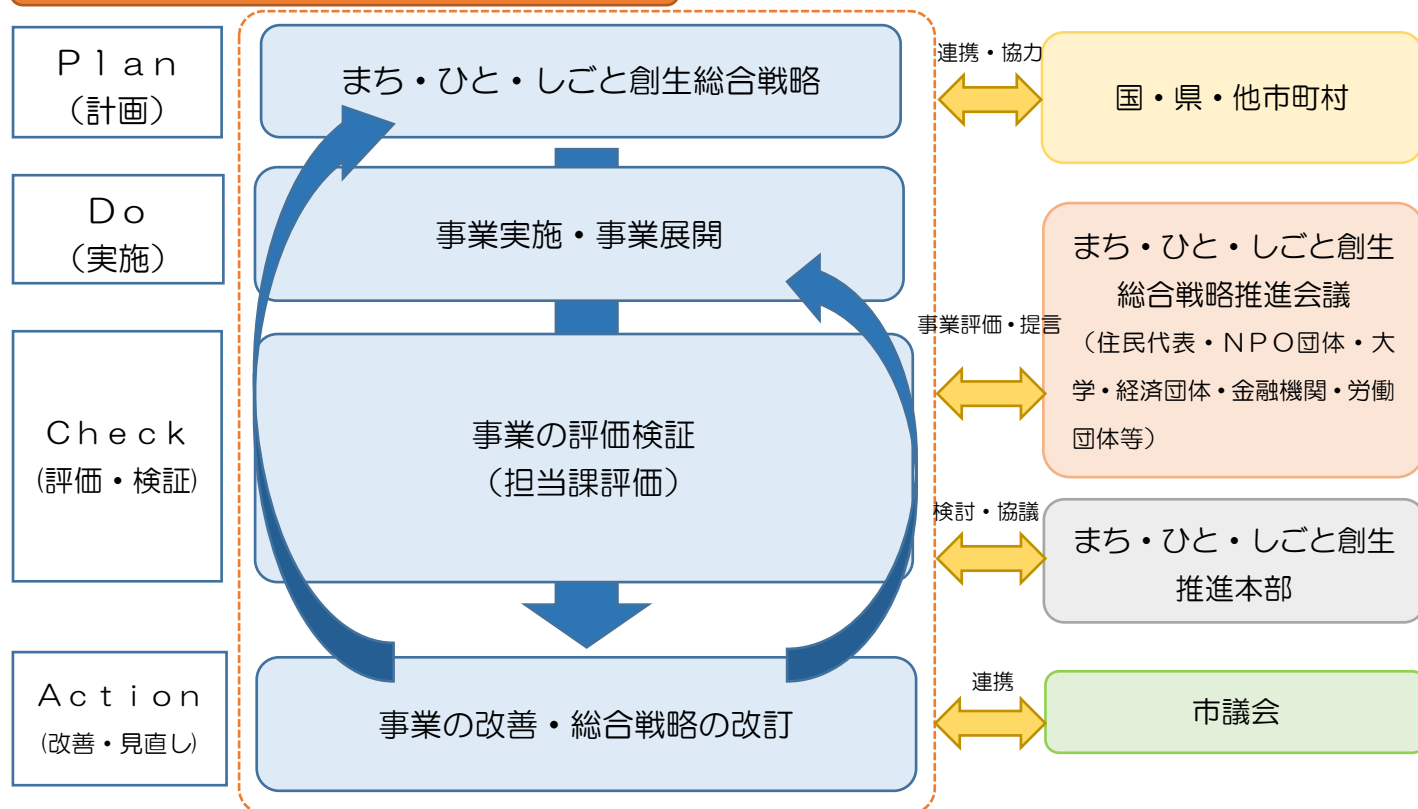 Ｐｌａｎ
（計画）
まち・ひと・しごと創生総合戦略
連携・協力
国・県・他市町村
Ｄｏ
（実施）
事業実施・事業展開
まち・ひと・しごと創生
総合戦略推進会議
（住民代表・ＮＰＯ団体・大
学・経済団体・金融機関・労働
団体等）
事業評価・提言
Ｃｈｅｃｋ
(評価・検証)
事業の評価検証
（担当課評価）
検討・協議
まち・ひと・しごと創生
推進本部
Ａｃｔｉｏｎ
(改善・見直し)
事業の改善・総合戦略の改訂
連携
市議会